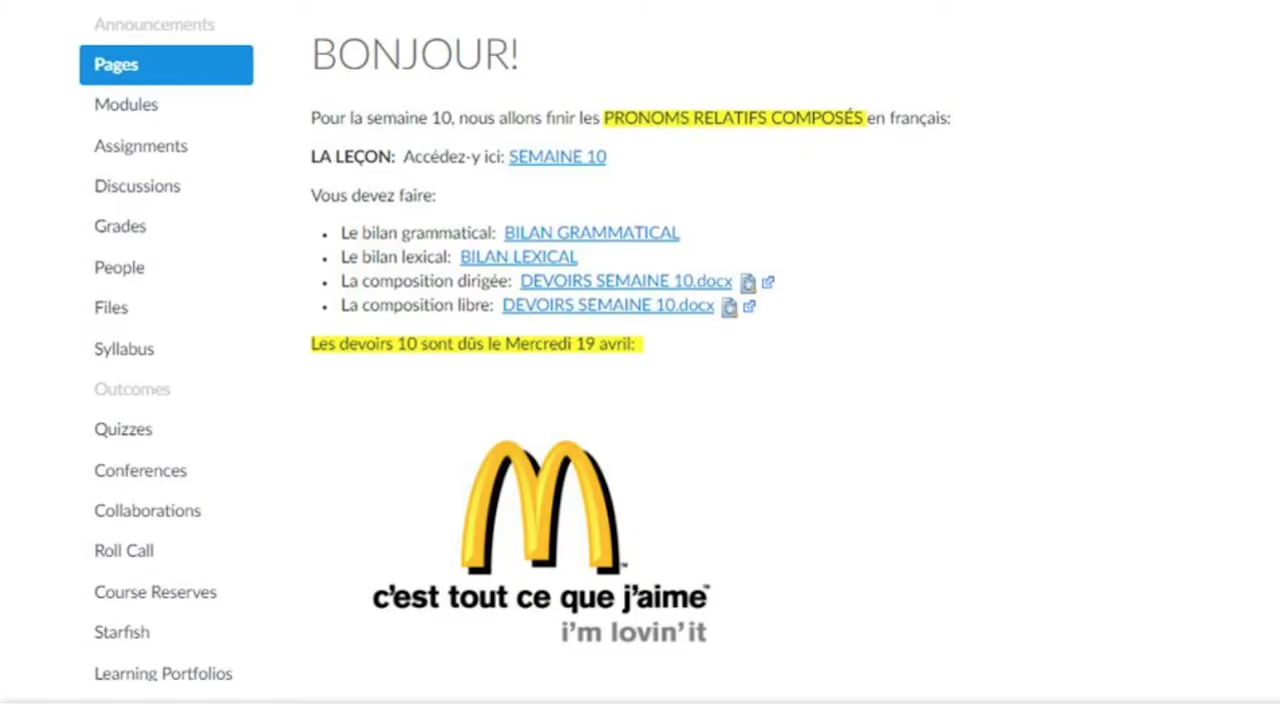 Announcements
Pages
Modules
Assignments
Discussions
Grades
People
Files
Syllabus
Outcomes
Quizzes
Conferences
Collaborations
Roll Call
Course Reserves
Starfish
Learning Portfolios
BONJOUR!
Pour la semaine 10, nous allons finir les PRONOMS RELATIFS COMPOSÉS en français:
LA LEÇON: Accédez-y ici: SEMAINE 10
Vous devez faire:
• Le bilan grammatical: BILAN GRAMMATICAL
• Le bilan lexical: BILAN LEXICAL
• La composition dirigée: DEVOIRS SEMAINE 10.docx
• La composition libre: DEVOIRS SEMAINE 10.docx
Les devoirs 10 sont dûs le Mercredi 19 avril:
M™
c'est tout ce que j'aime™
i'm lovin' it